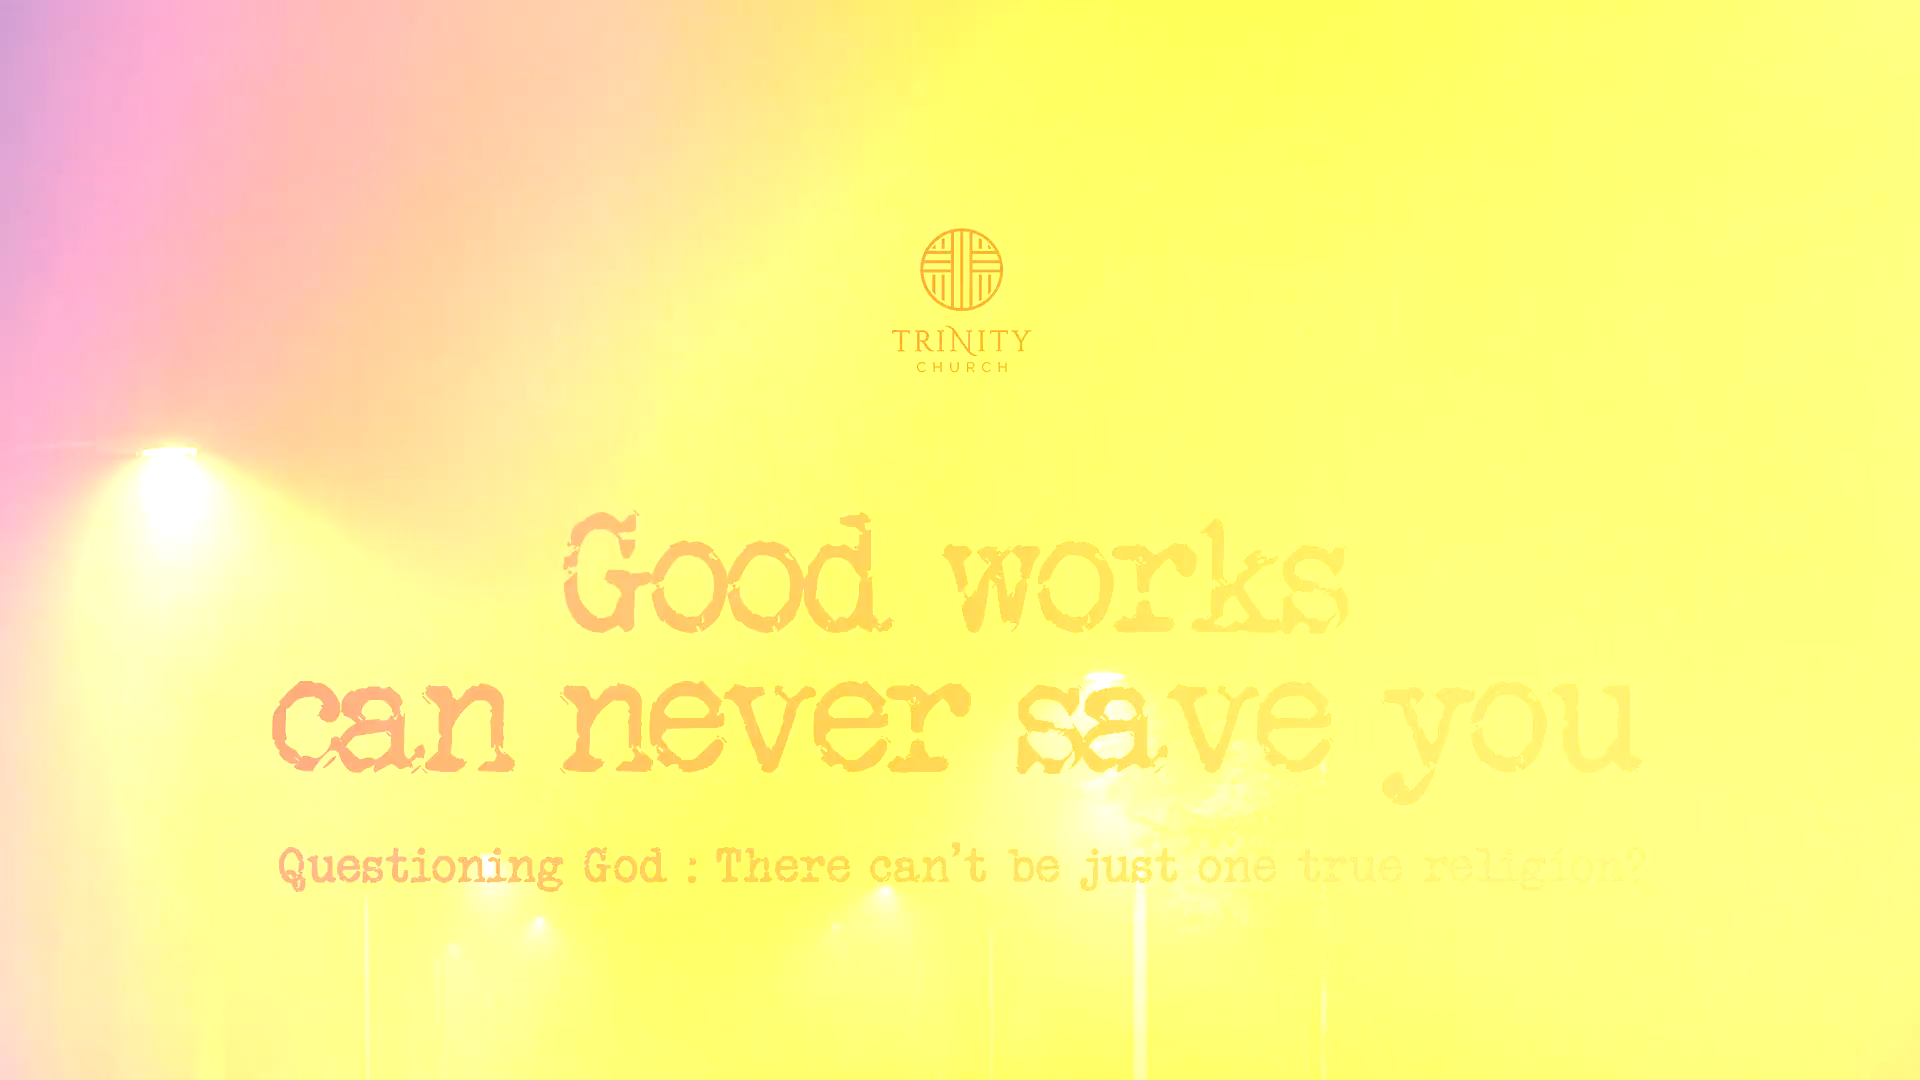 TRINITY
CHURCH
Good works
can never save you
Questioning God : There can't be just one true religion?